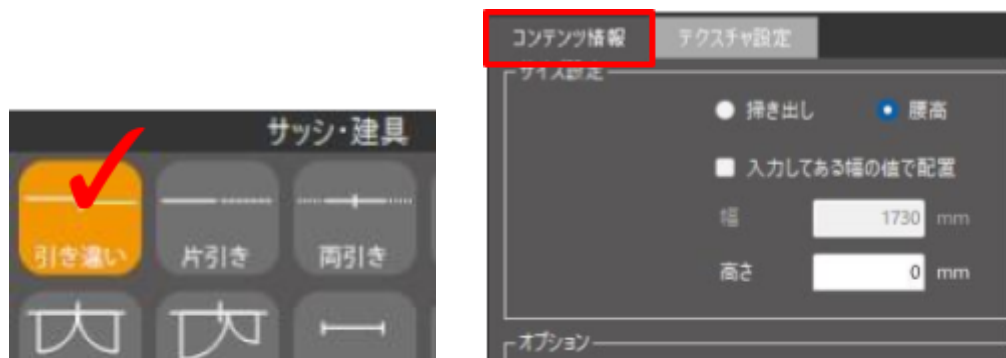 サッシ・建具
引き違い 片引き 両引き
コンテンツ情報 テクスチャ設定
サイズ設定
掃き出し 腰高
入力してある幅の値で配置
幅 1730 mm
高さ 0 mm
オプション